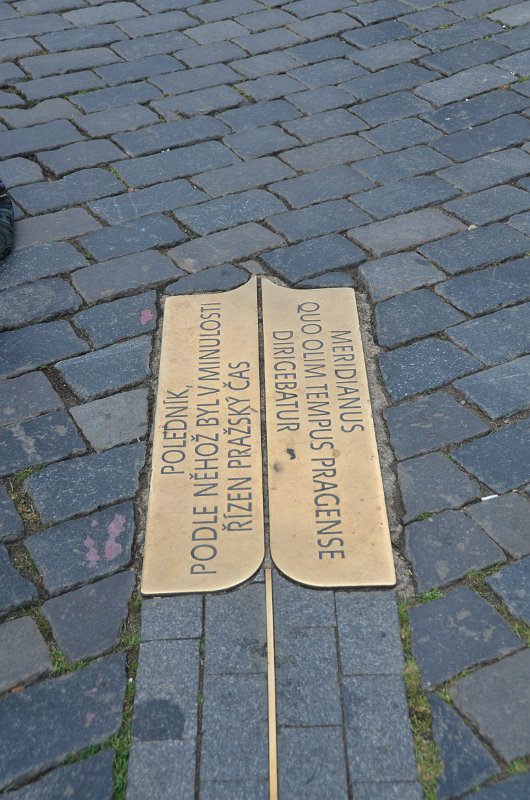 POLEDNÍK,
PODLE NĚHOŽ BYL V MINULOSTI
ŘÍZEN PRAŽSKÝ ČAS
MERIDIANUS
QUO OLIM TEMPUS PRAGENSE
DIRIGEBATUR